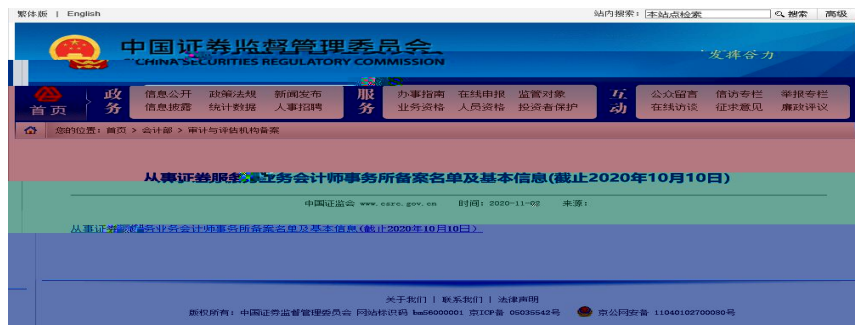 繁体版 | English 站内搜索: 本站点检索 搜索 高级
中国证券监督管理委员会
CHINA SECURITIES REGULATORY COMMISSION
发挥合力
首页 政务 信息公开 政策法规 新闻发布 服务 办事指南 在线申报 监管对象 互动 公众留言 信访专栏 举报专栏
信息披露 统计数据 人事招聘 业务资格 人员资格 投资者保护 在线访谈 征求意见 廉政评议
您的位置: 首页 > 会计部 > 审计与评估机构备案
从事证券服务业务会计师事务所备案名单及基本信息(截止2020年10月10日)
中国证监会 www.csrc.gov.cn 时间: 2020-11-02 来源:
从事证券服务业务会计师事务所备案名单及基本信息(截止2020年10月10日)
关于我们 | 联系我们 | 法律声明
版权所有: 中国证券监督管理委员会 网站标识码 bm56000001 京ICP备 05035542号 京公网安备 11040102700080号